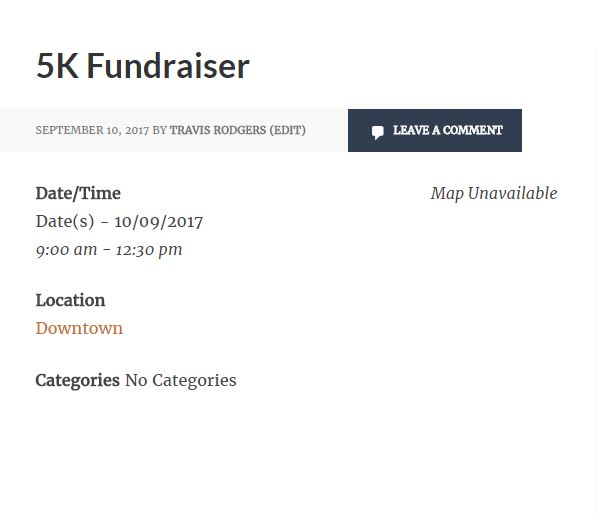 5K Fundraiser
SEPTEMBER 10, 2017 BY TRAVIS RODGERS (EDIT)
LEAVE A COMMENT
Date/Time
Map Unavailable
Date(s) - 10/09/2017
9:00 am - 12:30 pm
Location
Downtown
Categories No Categories